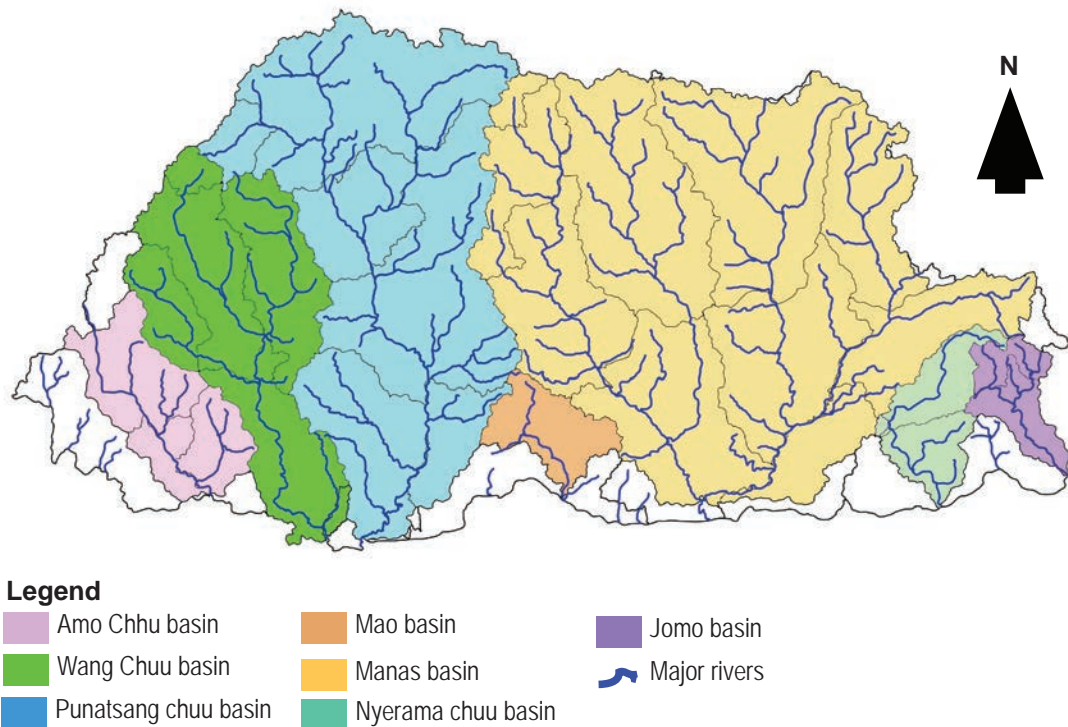 N
Legend
Amo Chhu basin
Wang Chuu basin
Punatsang chuu basin
Mao basin
Manas basin
Nyerama chuu basin
Jomo basin
Major rivers